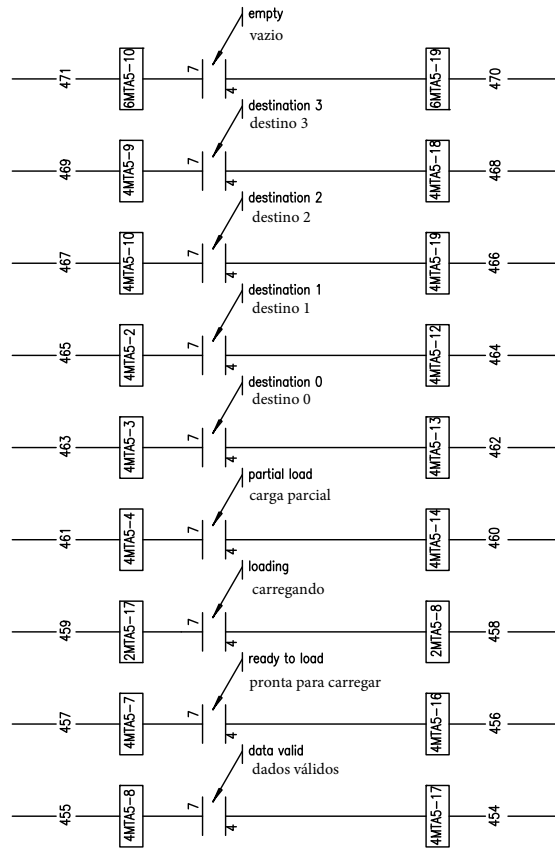 empty
vazio
471
6MTA5-10
7
4
6MTA5-19
470
destination 3
destino 3
469
4MTA5-9
7
4
4MTA5-18
468
destination 2
destino 2
467
4MTA5-10
7
4
4MTA5-19
466
destination 1
destino 1
465
4MTA5-2
7
4
4MTA5-12
464
destination 0
destino 0
463
4MTA5-3
7
4
4MTA5-13
462
partial load
carga parcial
461
4MTA5-4
7
4
4MTA5-14
460
loading
carregando
459
2MTA5-17
7
4
2MTA5-8
458
ready to load
pronta para carregar
457
4MTA5-7
7
4
4MTA5-16
456
data valid
dados válidos
455
4MTA5-8
7
4
4MTA5-17
454